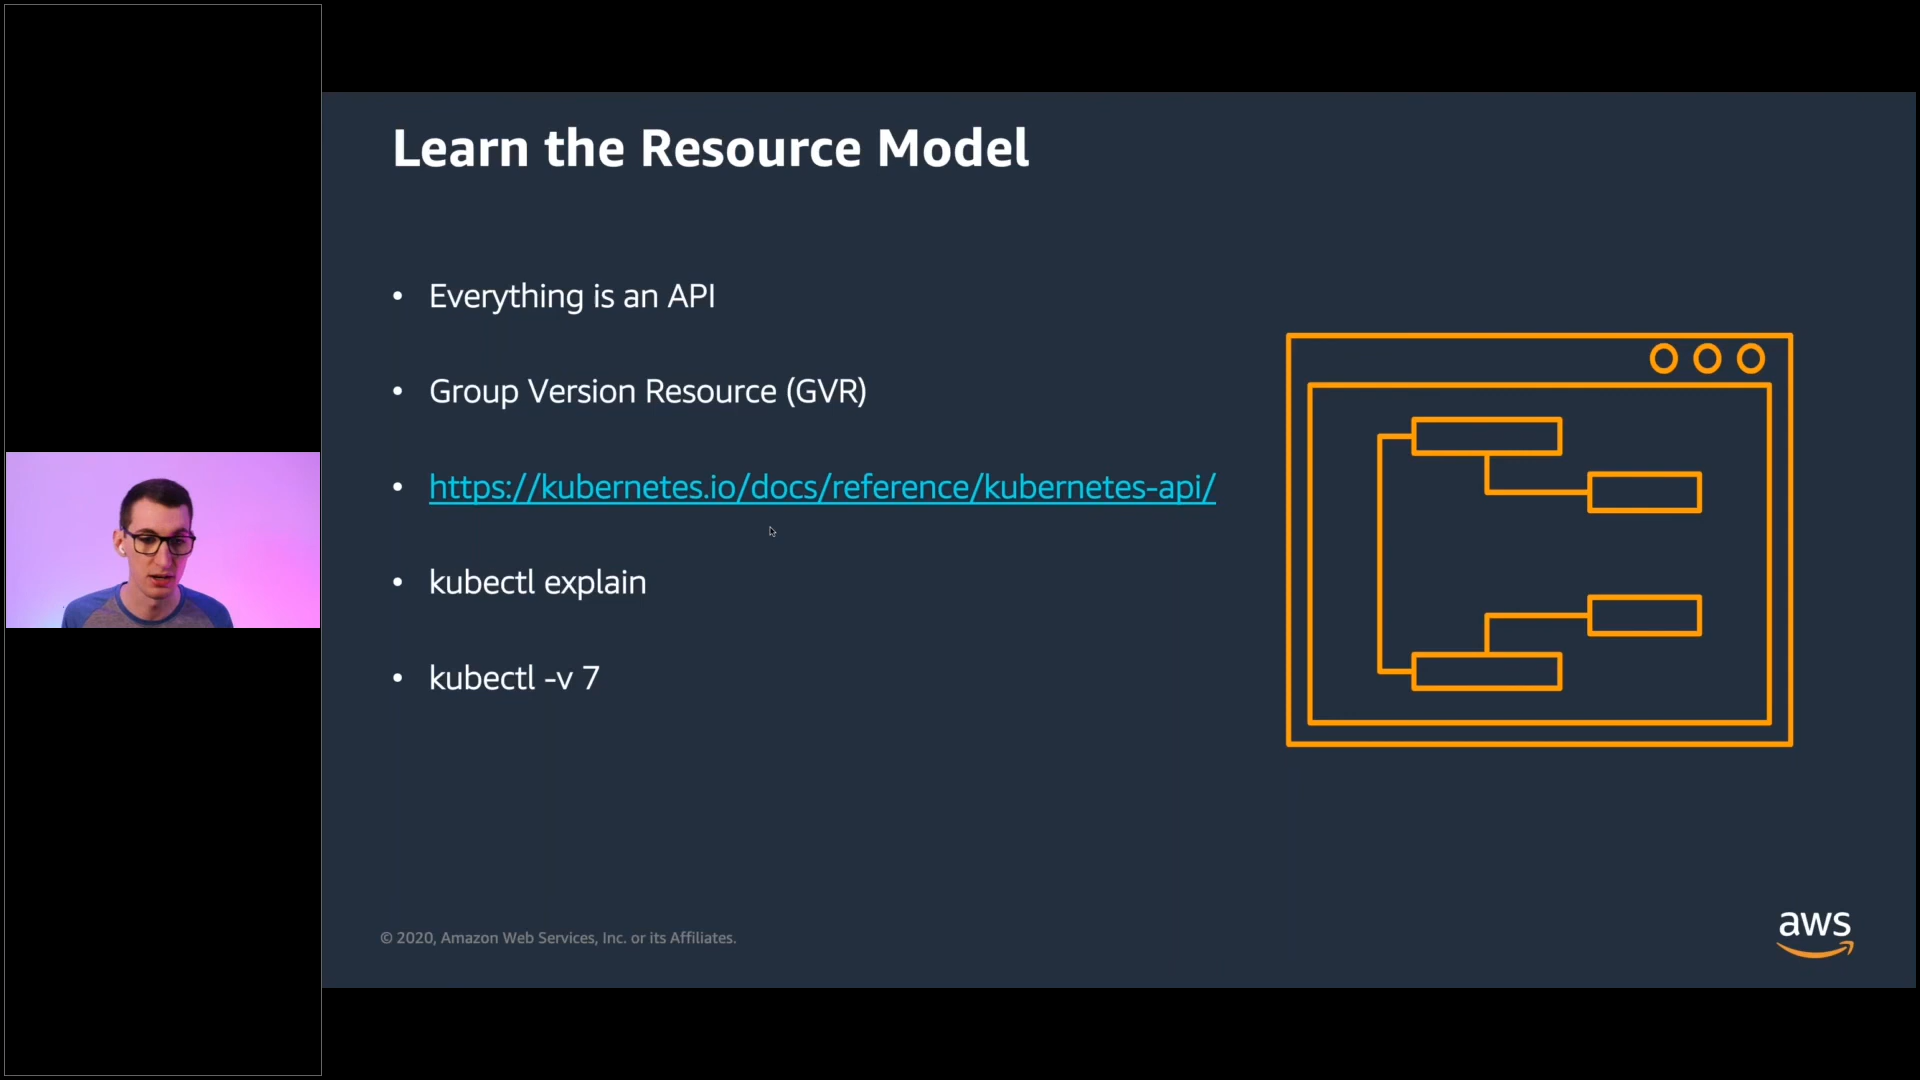 Learn the Resource Model
• Everything is an API
• Group Version Resource (GVR)
• https://kubernetes.io/docs/reference/kubernetes-api/
• kubectl explain
• kubectl -v 7
© 2020, Amazon Web Services, Inc. or its Affiliates.
aws